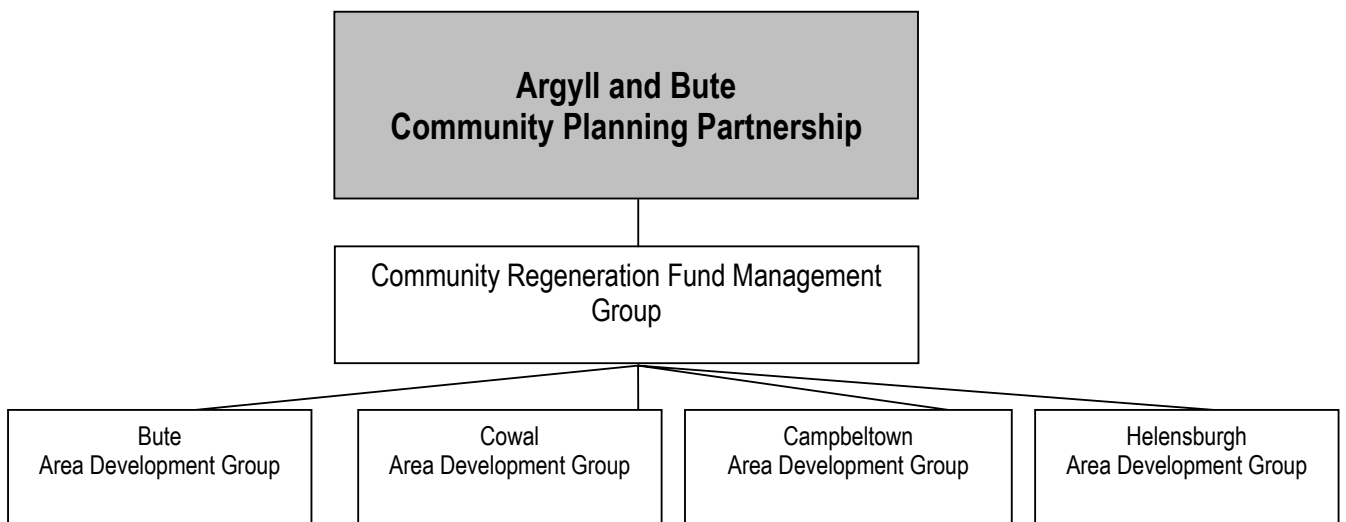 Argyll and Bute
Community Planning Partnership
Community Regeneration Fund Management
Group
Bute
Area Development Group
Cowal
Area Development Group
Campbeltown
Area Development Group
Helensburgh
Area Development Group